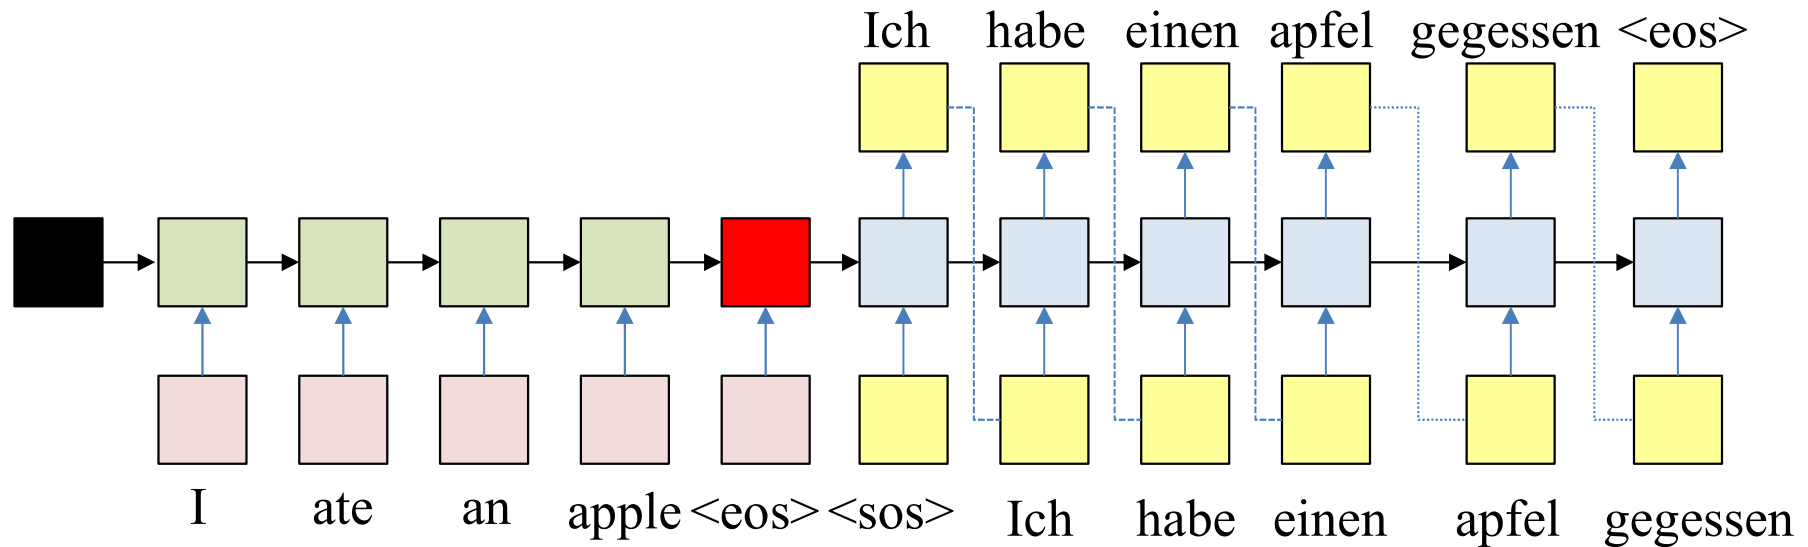 Ich habe einen apfel gegessen <eos>
I ate an apple <eos> <sos> Ich habe einen apfel gegessen